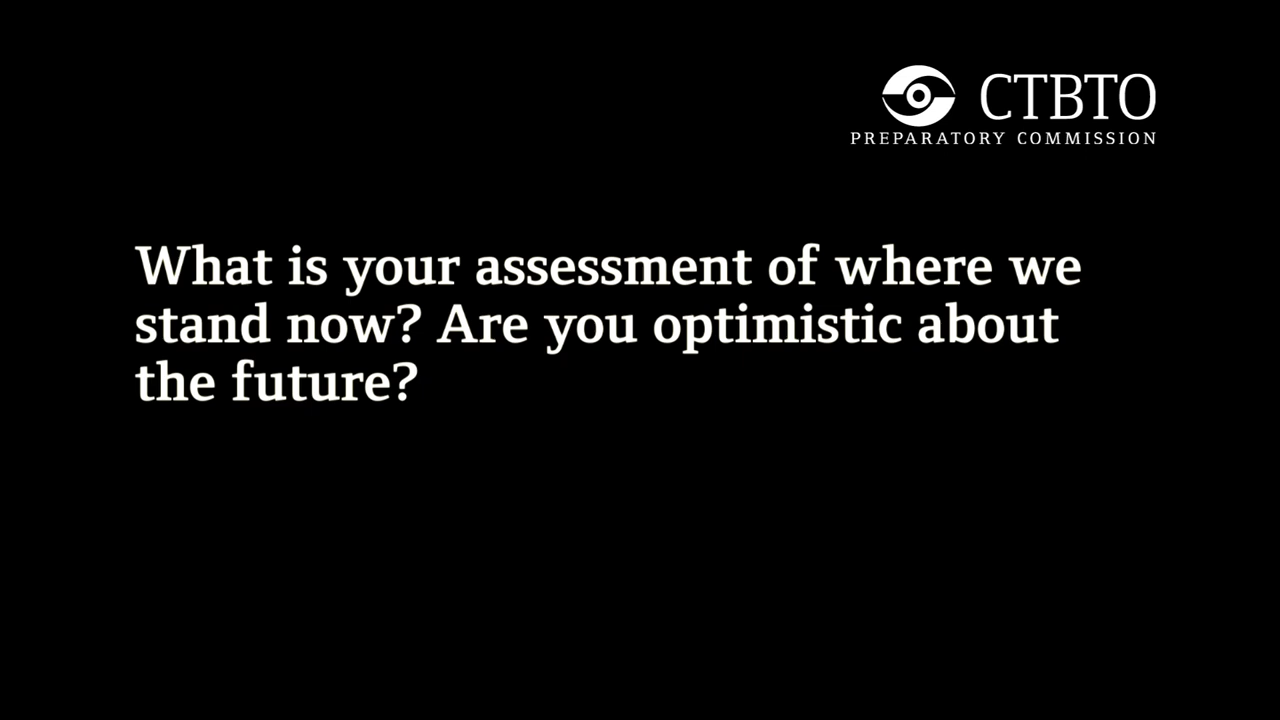 CTBTO
PREPARATORY COMMISSION
What is your assessment of where we
stand now? Are you optimistic about
the future?